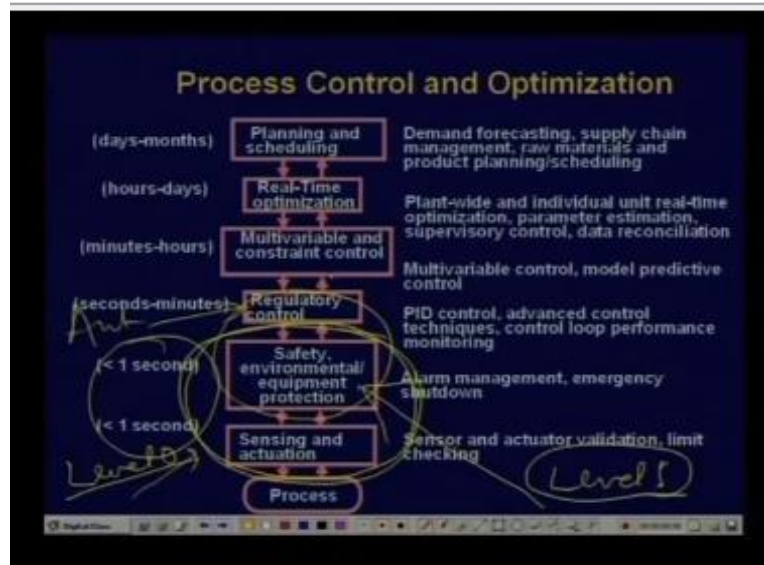 Process Control and Optimization
(days-months)
Planning and
scheduling
Demand forecasting, supply chain
management, raw materials and
product planning/scheduling
(hours-days)
Real-Time
optimization
Plant-wide and individual unit real-time
optimization, parameter estimation,
supervisory control, data reconciliation
(minutes-hours)
Multivariable and
constraint control
Multivariable control, model predictive
control
(seconds-minutes)
Regulatory
control
PID control, advanced control
techniques, control loop performance
monitoring
(< 1 second)
Safety,
environmental/
equipment
protection
Alarm management, emergency
shutdown
(< 1 second)
Sensing and
actuation
Sensor and actuator validation, limit
checking
Level 0
Level 1
Process